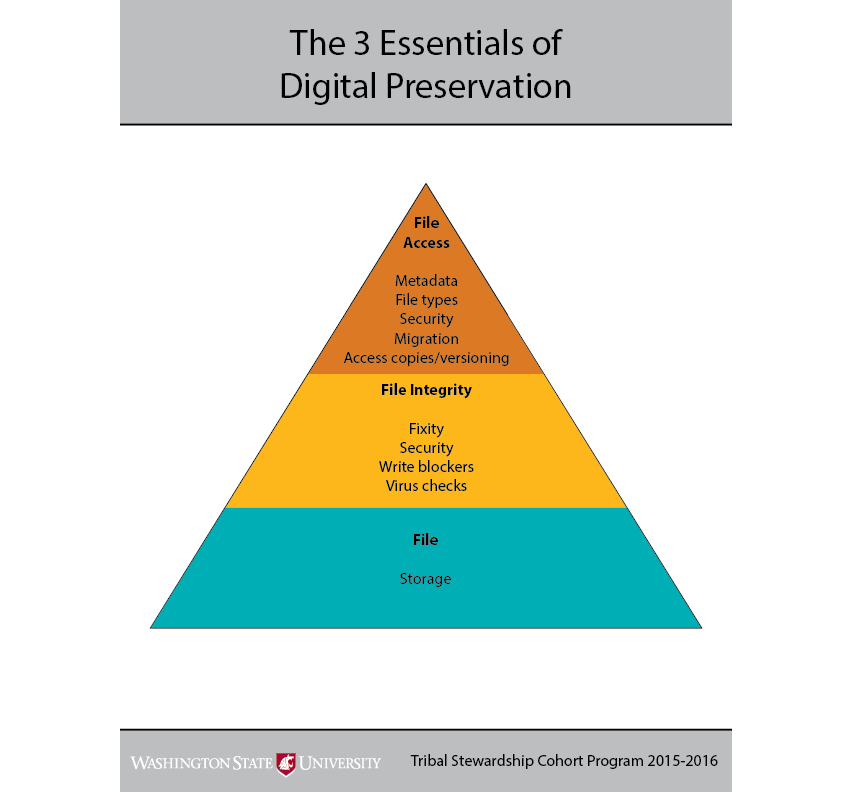 The 3 Essentials of
Digital Preservation
File
Access
Metadata
File types
Security
Migration
Access copies/versioning
File Integrity
Fixity
Security
Write blockers
Virus checks
File
Storage
WASHINGTON STATE UNIVERSITY
Tribal Stewardship Cohort Program 2015-2016